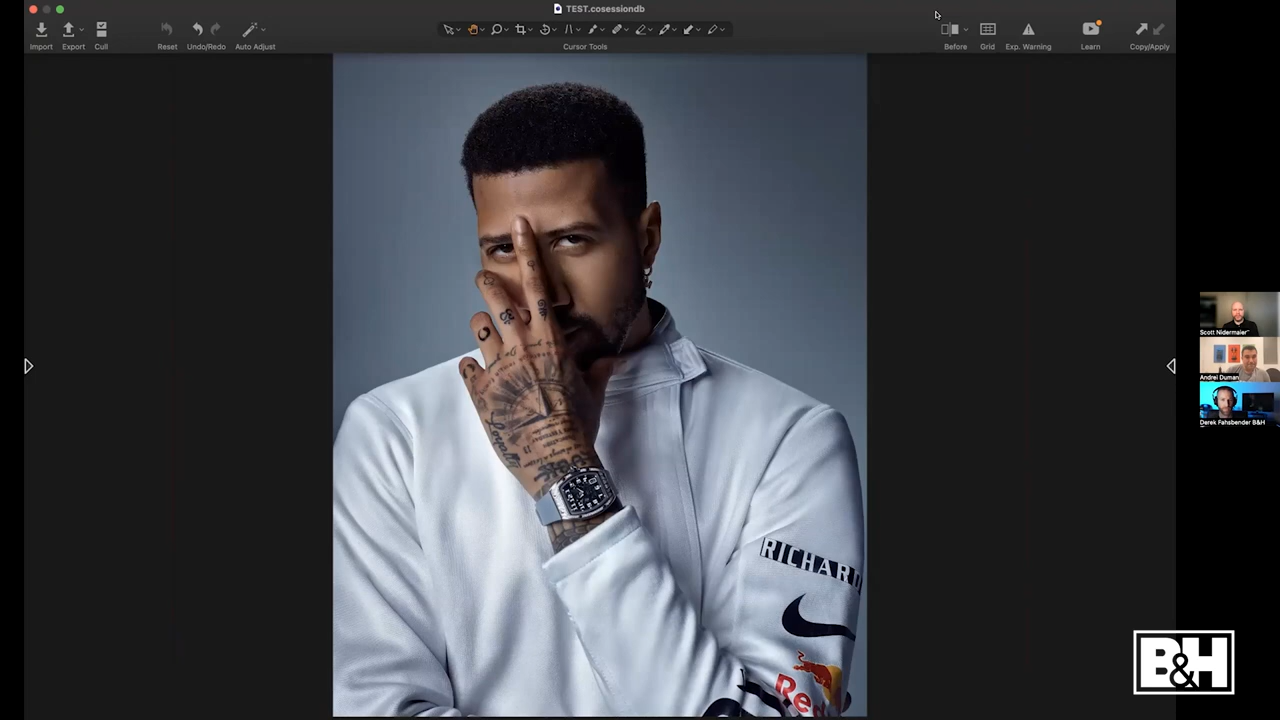 TEST.cosessiondb
Import
Export
Cull
Reset
Undo/Redo
Auto Adjust
Cursor Tools
Before
Grid
Exp. Warning
Learn
Copy/Apply
RICHARD
Red
Scott Nidermaier
Andrei Duman
Derek Fahsbender B&H
B&H